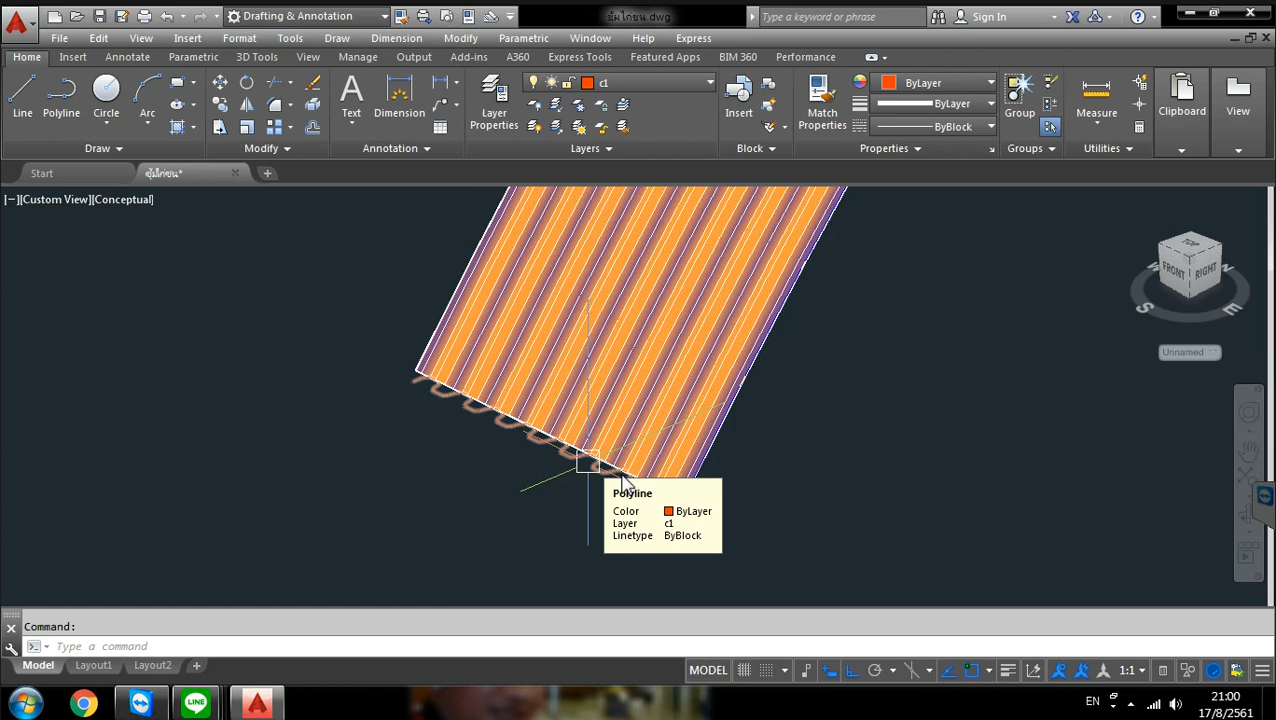 Drafting & Annotation
Type a keyword or phrase
Sign In
File Edit View Insert Format Tools Draw Dimension Modify Parametric Window Help Express
Home Insert Annotate Parametric 3D Tools View Manage Output Add-ins A360 Express Tools Featured Apps BIM 360 Performance
c1
ByLayer
ByLayer
ByBlock
Line Polyline Circle Arc
Text Dimension
Layer Properties
Insert
Match Properties
Group
Measure
Clipboard
View
Draw Modify Annotation Layers Block Properties Groups Utilities
Start
[−][Custom View][Conceptual]
TOP
FRONT RIGHT
W N
S E
Unnamed
Polyline
Color ByLayer
Layer c1
Linetype ByBlock
Command:
Type a command
Model Layout1 Layout2
MODEL 1:1
LINE
EN 21:00
17/8/2561